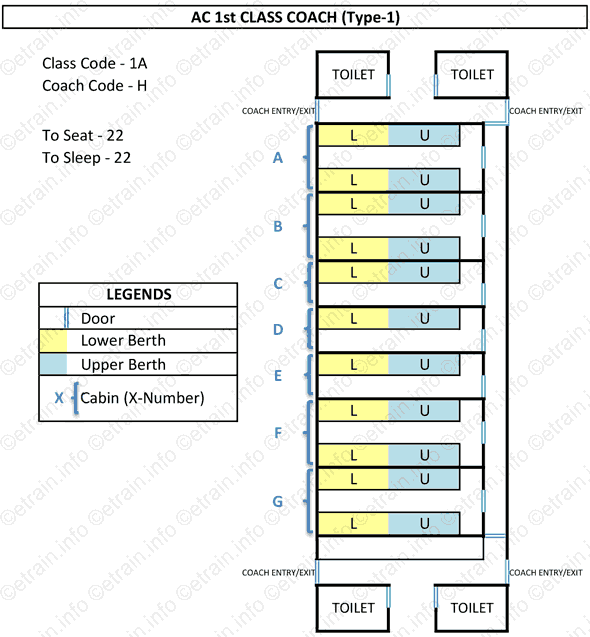 AC 1st CLASS COACH (Type-1)
Class Code - 1A
Coach Code - H
To Seat - 22
To Sleep - 22
TOILET TOILET
COACH ENTRY/EXIT COACH ENTRY/EXIT
A
L U
L U
B
L U
L U
C
L U
D
L U
E
L U
F
L U
L U
G
L U
L U
COACH ENTRY/EXIT COACH ENTRY/EXIT
TOILET TOILET
LEGENDS
Door
Lower Berth
Upper Berth
X Cabin (X-Number)
©etrain.info ©etrain.info ©etrain.info